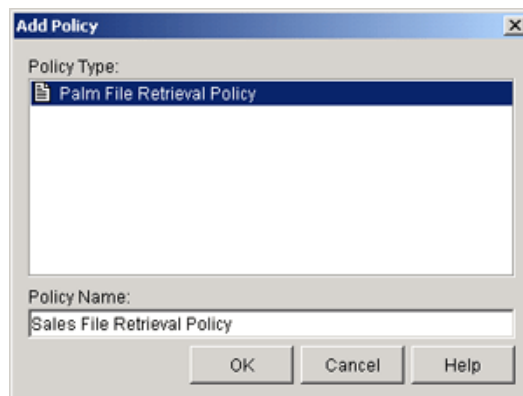 Add Policy
Policy Type:
Palm File Retrieval Policy
Policy Name:
Sales File Retrieval Policy
OK Cancel Help